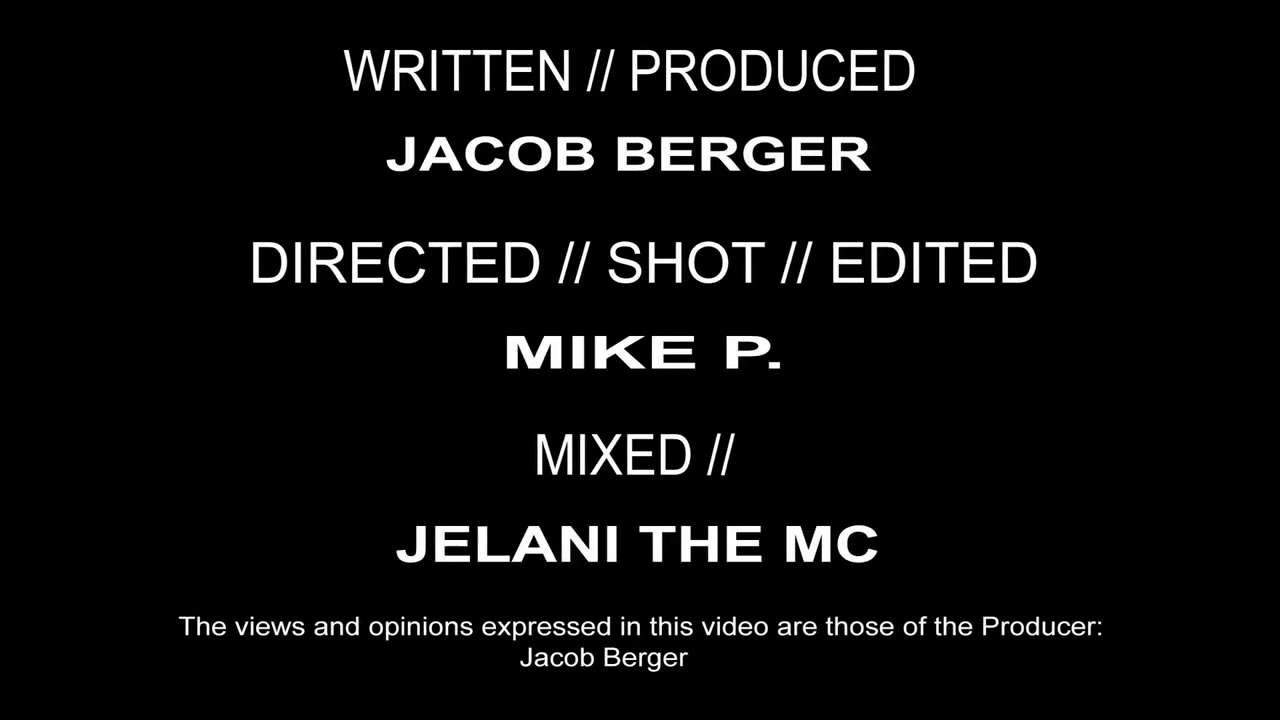 WRITTEN // PRODUCED
JACOB BERGER
DIRECTED // SHOT // EDITED
MIKE P.
MIXED //
JELANI THE MC
The views and opinions expressed in this video are those of the Producer:
Jacob Berger